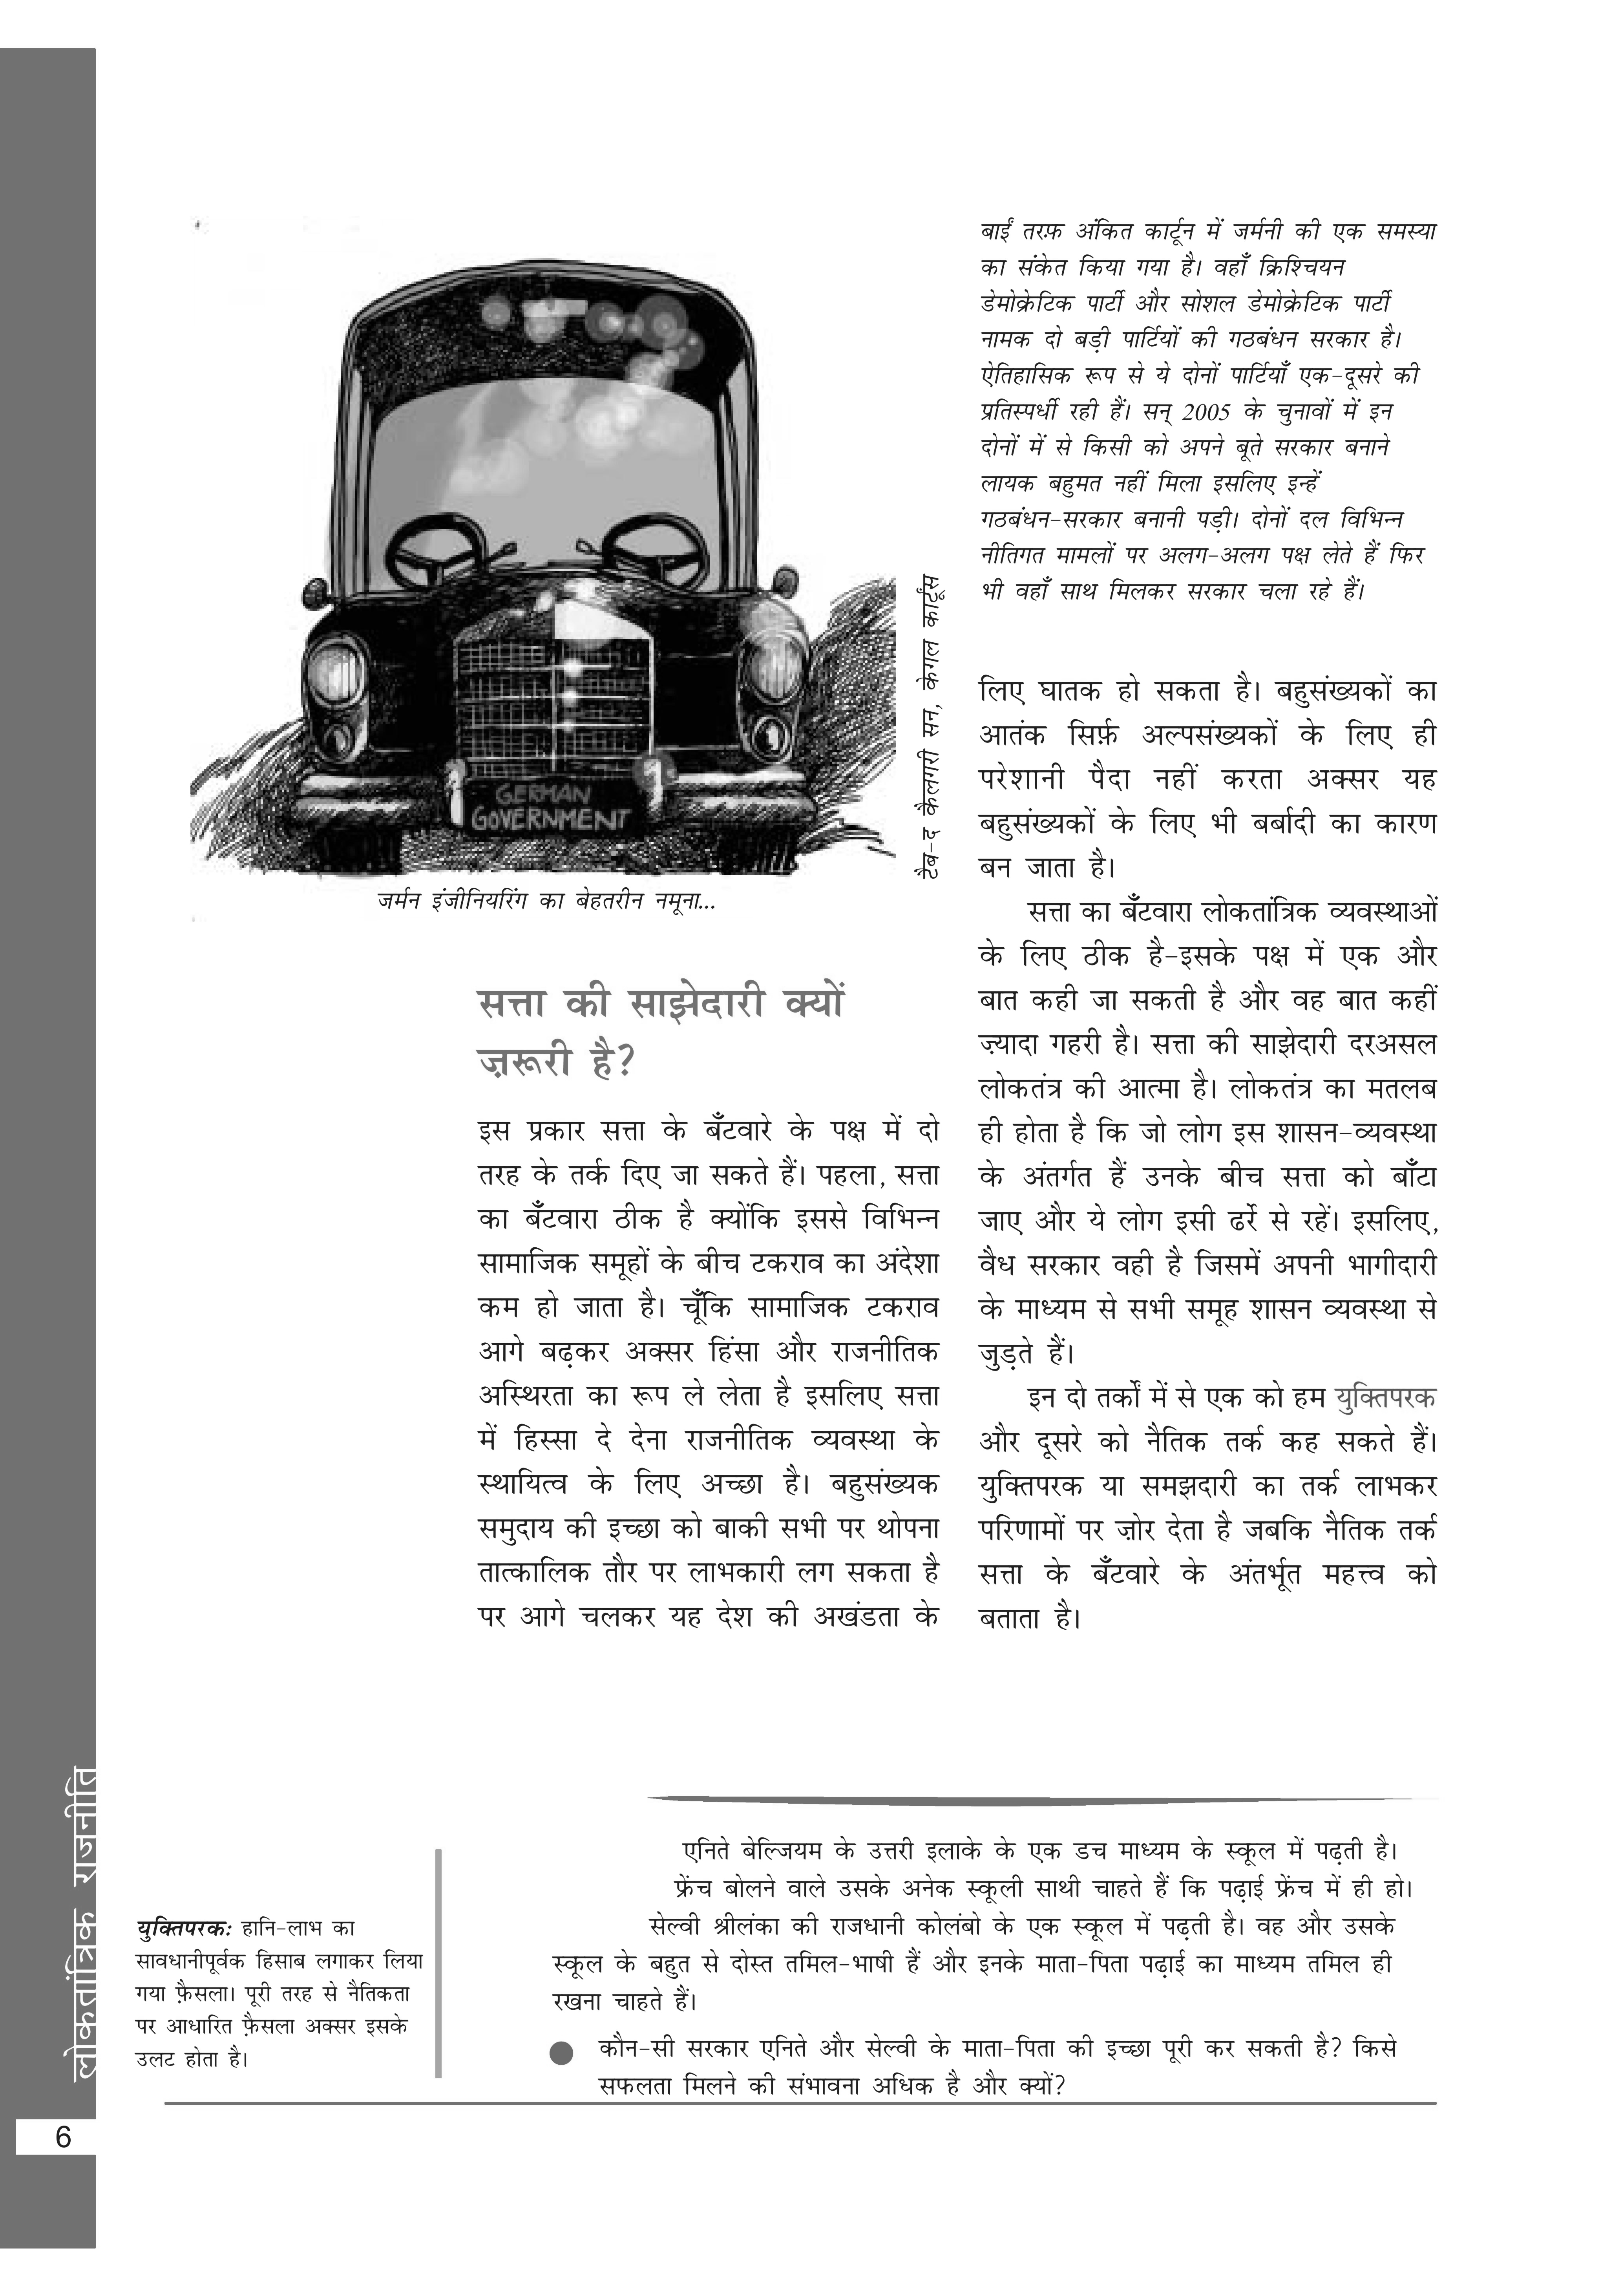 बाईं तरफ़ अंकित कार्टून में जर्मनी की एक समस्या
का संकेत किया गया है। वहाँ क्रिश्चियन
डेमोक्रेटिक पार्टी और सोशल डेमोक्रेटिक पार्टी
नामक दो बड़ी पार्टियों की गठबंधन सरकार है।
ऐतिहासिक रूप से ये दोनों पार्टियाँ एक-दूसरे की
प्रतिस्पर्धी रही हैं। सन् 2005 के चुनावों में इन
दोनों में से किसी को अपने बूते सरकार बनाने
लायक बहुमत नहीं मिला इसलिए इन्हें
गठबंधन-सरकार बनानी पड़ी। दोनों दल विभिन्न
नीतिगत मामलों पर अलग-अलग पक्ष लेते हैं फिर
भी वहाँ साथ मिलकर सरकार चला रहे हैं।
GERMAN
GOVERNMENT
टैब-द कैलगरी सन, केगल कार्टूंस
जर्मन इंजीनियरिंग का बेहतरीन नमूना...
सत्ता की साझेदारी क्यों
ज़रूरी है?
इस प्रकार सत्ता के बँटवारे के पक्ष में दो
तरह के तर्क दिए जा सकते हैं। पहला, सत्ता
का बँटवारा ठीक है क्योंकि इससे विभिन्न
सामाजिक समूहों के बीच टकराव का अंदेशा
कम हो जाता है। चूँकि सामाजिक टकराव
आगे बढ़कर अक्सर हिंसा और राजनीतिक
अस्थिरता का रूप ले लेता है इसलिए सत्ता
में हिस्सा दे देना राजनीतिक व्यवस्था के
स्थायित्व के लिए अच्छा है। बहुसंख्यक
समुदाय की इच्छा को बाकी सभी पर थोपना
तात्कालिक तौर पर लाभकारी लग सकता है
पर आगे चलकर यह देश की अखंडता के
लिए घातक हो सकता है। बहुसंख्यकों का
आतंक सिर्फ़ अल्पसंख्यकों के लिए ही
परेशानी पैदा नहीं करता अक्सर यह
बहुसंख्यकों के लिए भी बर्बादी का कारण
बन जाता है।
सत्ता का बँटवारा लोकतांत्रिक व्यवस्थाओं
के लिए ठीक है-इसके पक्ष में एक और
बात कही जा सकती है और वह बात कहीं
ज़्यादा गहरी है। सत्ता की साझेदारी दरअसल
लोकतंत्र की आत्मा है। लोकतंत्र का मतलब
ही होता है कि जो लोग इस शासन-व्यवस्था
के अंतर्गत हैं उनके बीच सत्ता को बाँटा
जाए और ये लोग इसी ढर्रे से रहें। इसलिए,
वैध सरकार वही है जिसमें अपनी भागीदारी
के माध्यम से सभी समूह शासन व्यवस्था से
जुड़ते हैं।
इन दो तर्कों में से एक को हम युक्तिपरक
और दूसरे को नैतिक तर्क कह सकते हैं।
युक्तिपरक या समझदारी का तर्क लाभकर
परिणामों पर ज़ोर देता है जबकि नैतिक तर्क
सत्ता के बँटवारे के अंतर्भूत महत्त्व को
बताता है।
एनिते बेल्जियम के उत्तरी इलाके के एक डच माध्यम के स्कूल में पढ़ती है।
फ्रेंच बोलने वाले उसके अनेक स्कूली साथी चाहते हैं कि पढ़ाई फ्रेंच में ही हो।
सेल्वी श्रीलंका की राजधानी कोलंबो के एक स्कूल में पढ़ती है। वह और उसके
स्कूल के बहुत से दोस्त तमिल-भाषी हैं और इनके माता-पिता पढ़ाई का माध्यम तमिल ही
रखना चाहते हैं।
कौन-सी सरकार एनिते और सेल्वी के माता-पिता की इच्छा पूरी कर सकती है? किसे
सफलता मिलने की संभावना अधिक है और क्यों?
युक्तिपरक: हानि-लाभ का
सावधानीपूर्वक हिसाब लगाकर लिया
गया फ़ैसला। पूरी तरह से नैतिकता
पर आधारित फ़ैसला अक्सर इसके
उलट होता है।
लोकतांत्रिक राजनीति
6